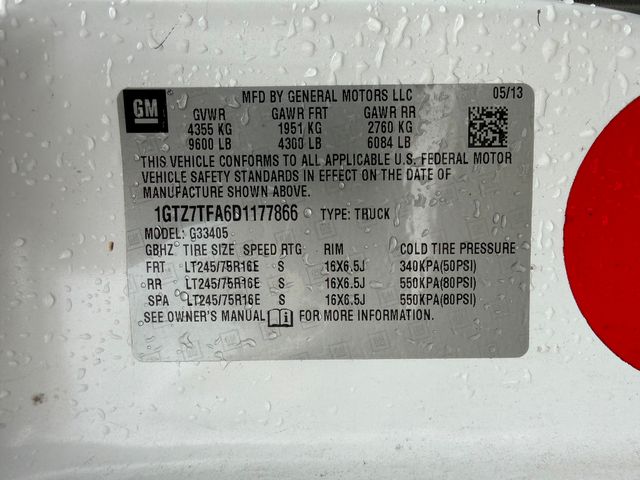 MFD BY GENERAL MOTORS LLC 05/13
GM
GVWR GAWR FRT GAWR RR
4355 KG 1951 KG 2760 KG
9600 LB 4300 LB 6084 LB
THIS VEHICLE CONFORMS TO ALL APPLICABLE U.S. FEDERAL MOTOR
VEHICLE SAFETY STANDARDS IN EFFECT ON THE DATE OF
MANUFACTURE SHOWN ABOVE.
1GTZ7TFA6D1177866 TYPE: TRUCK
MODEL: G33405
GBHZ TIRE SIZE SPEED RTG RIM COLD TIRE PRESSURE
FRT LT245/75R16E S 16X6.5J 340KPA(50PSI)
RR LT245/75R16E S 16X6.5J 550KPA(80PSI)
SPA LT245/75R16E S 16X6.5J 550KPA(80PSI)
SEE OWNER'S MANUAL FOR MORE INFORMATION.